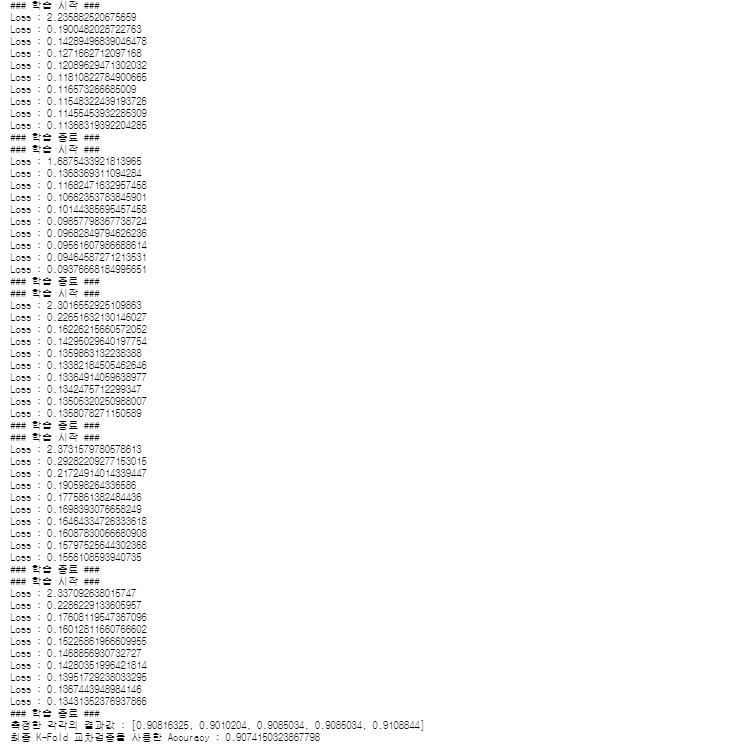 ### 학습 시작 ###
Loss : 2.235882520675659
Loss : 0.1900482028722763
Loss : 0.14289496839046478
Loss : 0.1271662712097168
Loss : 0.12089629471302032
Loss : 0.11810822784900665
Loss : 0.116573266685009
Loss : 0.11548322439193726
Loss : 0.11455453932285309
Loss : 0.11368319392204285
### 학습 종료 ###
### 학습 시작 ###
Loss : 1.6875433921813965
Loss : 0.1368369311094284
Loss : 0.11682471632957458
Loss : 0.10662353783845901
Loss : 0.10144385695457458
Loss : 0.09857798367738724
Loss : 0.09682849794626236
Loss : 0.09561607986688614
Loss : 0.09464587271213531
Loss : 0.09376668184995651
### 학습 종료 ###
### 학습 시작 ###
Loss : 2.3016552925109863
Loss : 0.22651632130146027
Loss : 0.16226215660572052
Loss : 0.14295029640197754
Loss : 0.1359863132238388
Loss : 0.13382184505462646
Loss : 0.13364914059638977
Loss : 0.1342475712299347
Loss : 0.13505320250988007
Loss : 0.1358078271150589
### 학습 종료 ###
### 학습 시작 ###
Loss : 2.3731579780578613
Loss : 0.29282209277153015
Loss : 0.21724914014339447
Loss : 0.190598264336586
Loss : 0.1775861382484436
Loss : 0.1698393076658249
Loss : 0.16464334726333618
Loss : 0.16087830066680908
Loss : 0.15797525644302368
Loss : 0.1556108593940735
### 학습 종료 ###
### 학습 시작 ###
Loss : 2.337092638015747
Loss : 0.2286229133605957
Loss : 0.17608119547367096
Loss : 0.16012811660766602
Loss : 0.15225861966609955
Loss : 0.1468856930732727
Loss : 0.14280351996421814
Loss : 0.13951729238033295
Loss : 0.1367443948984146
Loss : 0.13431352376937866
### 학습 종료 ###
측정한 각각의 결과값 : [0.90816325, 0.9010204, 0.9085034, 0.9085034, 0.9108844]
최종 K-Fold 교차검증을 사용한 Accuracy : 0.9074150323867798